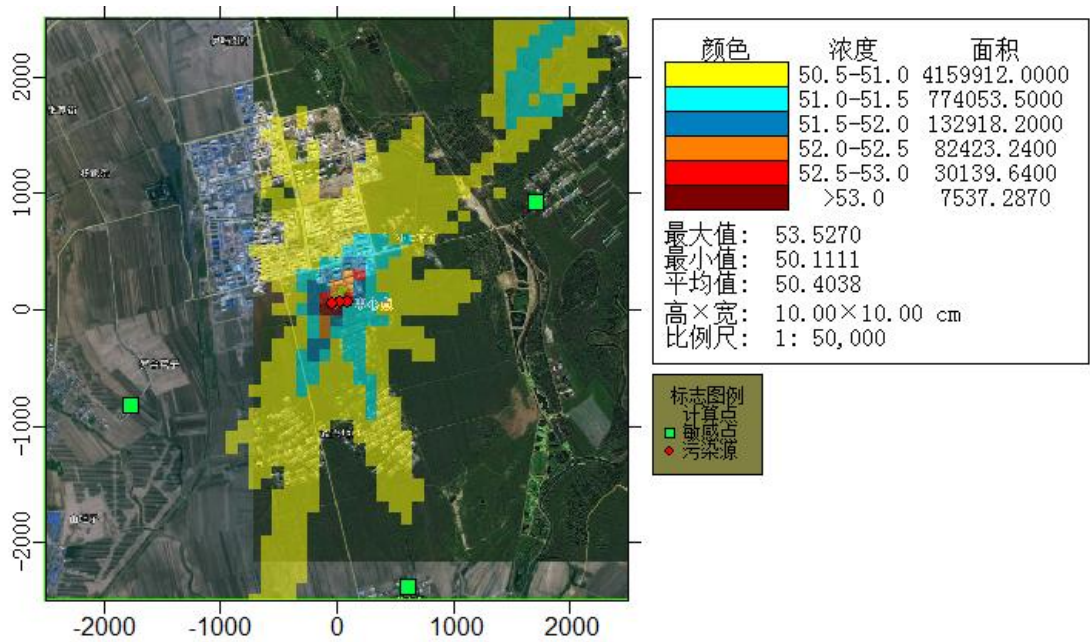 颜色 浓度 面积
50.5-51.0 4159912.0000
51.0-51.5 774053.5000
51.5-52.0 132918.2000
52.0-52.5 82423.2400
52.5-53.0 30139.6400
>53.0 7537.2870
最大值: 53.5270
最小值: 50.1111
平均值: 50.4038
高×宽: 10.00×10.00 cm
比例尺: 1: 50,000
标志图例
计算点
敏感点
污染源
2000
1000
0
-1000
-2000
-2000 -1000 0 1000 2000